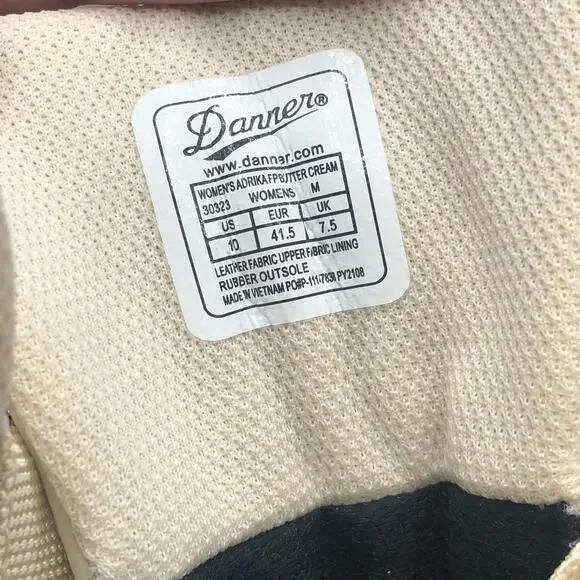 Danner®
www.danner.com
WOMEN'S ADRIKA FP BUTTER CREAM
30323 WOMENS M
US EUR UK
10 41.5 7.5
LEATHER FABRIC UPPER FABRIC LINING
RUBBER OUTSOLE
MADE IN VIETNAM PY2108